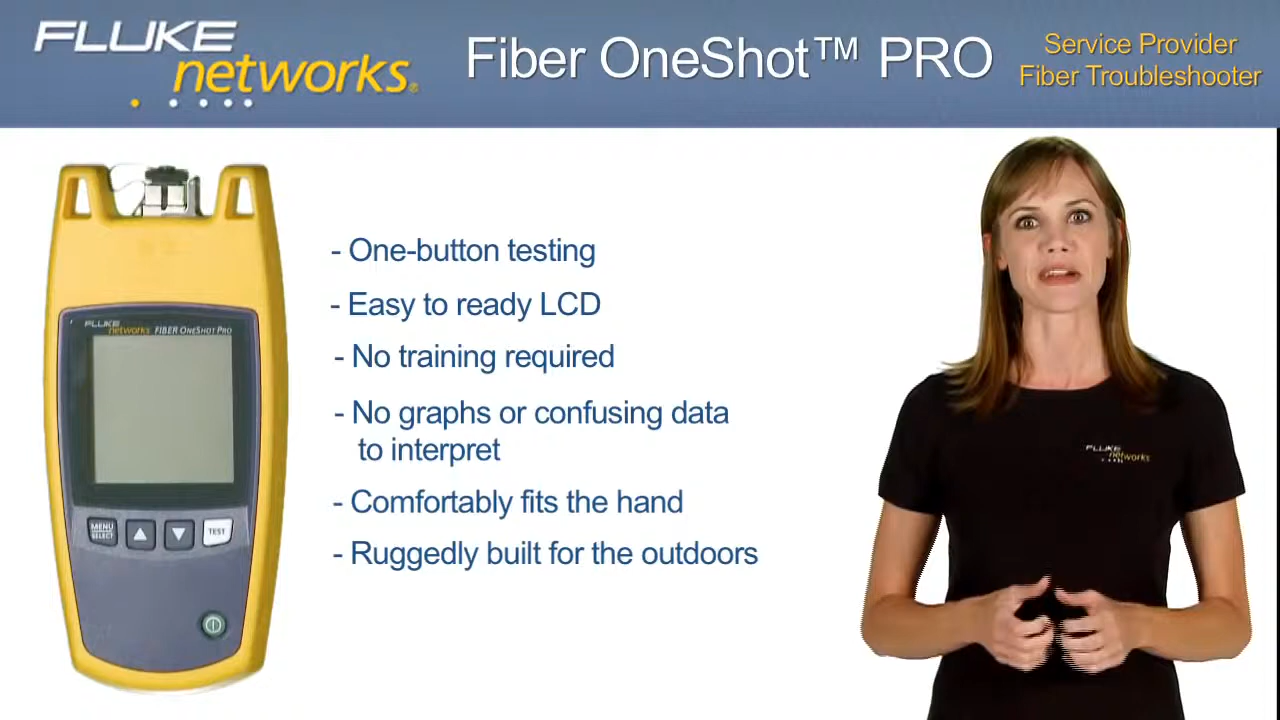 FLUKE
networks®
Fiber OneShot™ PRO
Service Provider
Fiber Troubleshooter
- One-button testing
- Easy to ready LCD
- No training required
- No graphs or confusing data
to interpret
- Comfortably fits the hand
- Ruggedly built for the outdoors
FLUKE
networks FIBER ONESHOT PRO
MENU
SELECT
TEST
FLUKE
networks